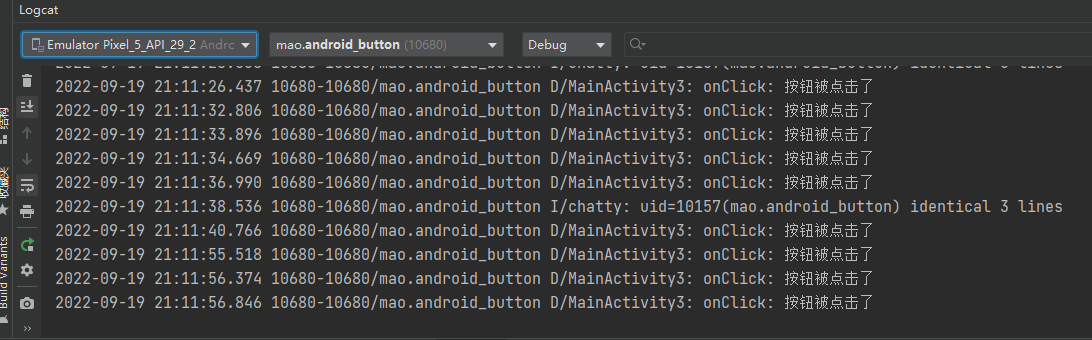 Logcat
Emulator Pixel_5_API_29_2 Andrc
mao.android_button (10680)
Debug
2022-09-19 21:11:26.437 10680-10680/mao.android_button D/MainActivity3: onClick: 按钮被点击了
2022-09-19 21:11:32.806 10680-10680/mao.android_button D/MainActivity3: onClick: 按钮被点击了
2022-09-19 21:11:33.896 10680-10680/mao.android_button D/MainActivity3: onClick: 按钮被点击了
2022-09-19 21:11:34.669 10680-10680/mao.android_button D/MainActivity3: onClick: 按钮被点击了
2022-09-19 21:11:36.990 10680-10680/mao.android_button D/MainActivity3: onClick: 按钮被点击了
2022-09-19 21:11:38.536 10680-10680/mao.android_button I/chatty: uid=10157(mao.android_button) identical 3 lines
2022-09-19 21:11:40.766 10680-10680/mao.android_button D/MainActivity3: onClick: 按钮被点击了
2022-09-19 21:11:55.518 10680-10680/mao.android_button D/MainActivity3: onClick: 按钮被点击了
2022-09-19 21:11:56.374 10680-10680/mao.android_button D/MainActivity3: onClick: 按钮被点击了
2022-09-19 21:11:56.846 10680-10680/mao.android_button D/MainActivity3: onClick: 按钮被点击了
结构
收藏夹
Build Variants